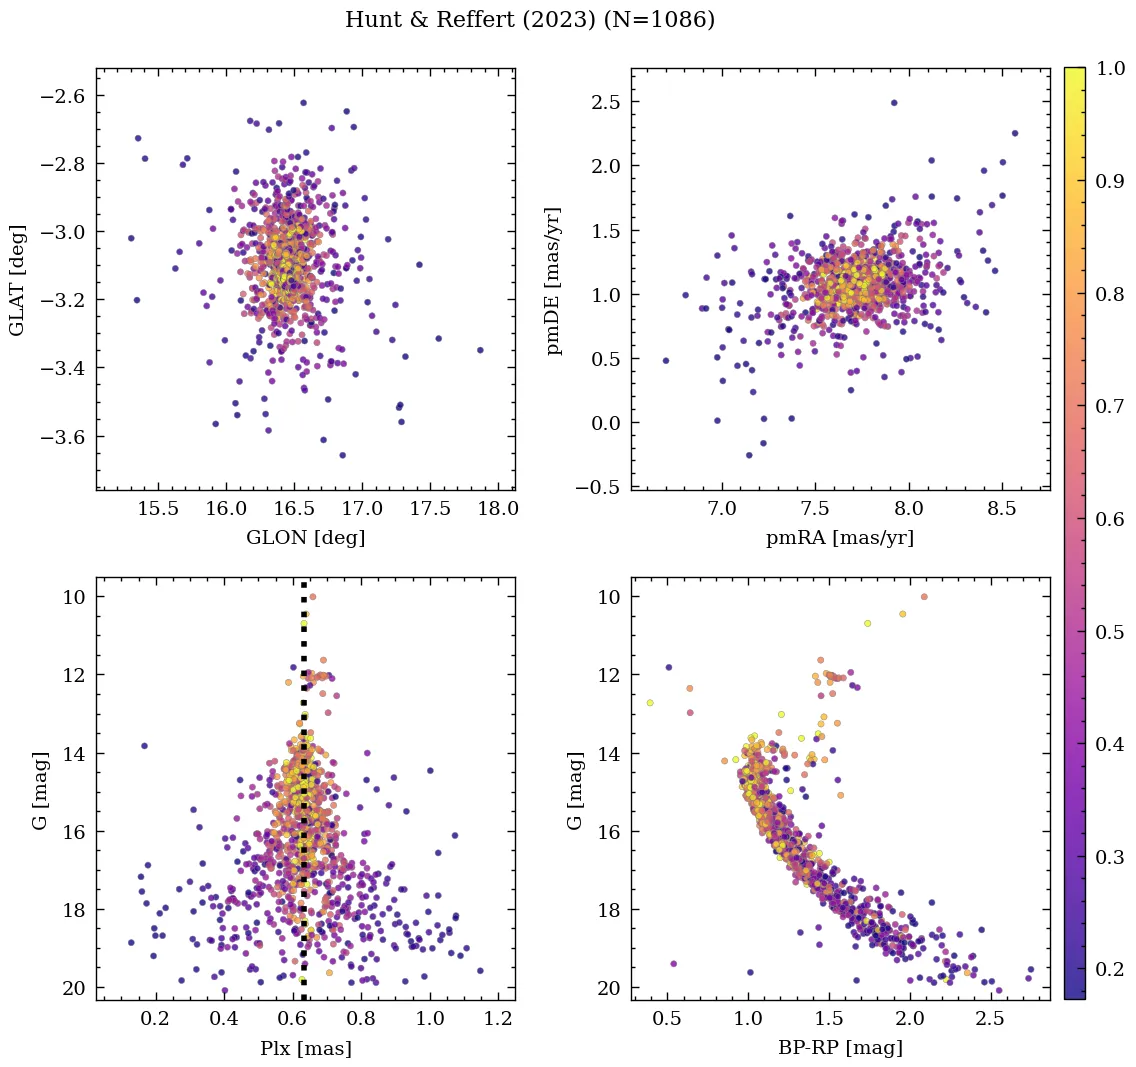 Hunt & Reffert (2023) (N=1086)
−2.6
−2.8
−3.0
−3.2
−3.4
−3.6
GLAT [deg]
15.5 16.0 16.5 17.0 17.5 18.0
GLON [deg]
2.5
2.0
1.5
1.0
0.5
0.0
−0.5
pmDE [mas/yr]
7.0 7.5 8.0 8.5
pmRA [mas/yr]
10
12
14
16
18
20
G [mag]
0.2 0.4 0.6 0.8 1.0 1.2
Plx [mas]
10
12
14
16
18
20
G [mag]
0.5 1.0 1.5 2.0 2.5
BP-RP [mag]
1.0
0.9
0.8
0.7
0.6
0.5
0.4
0.3
0.2